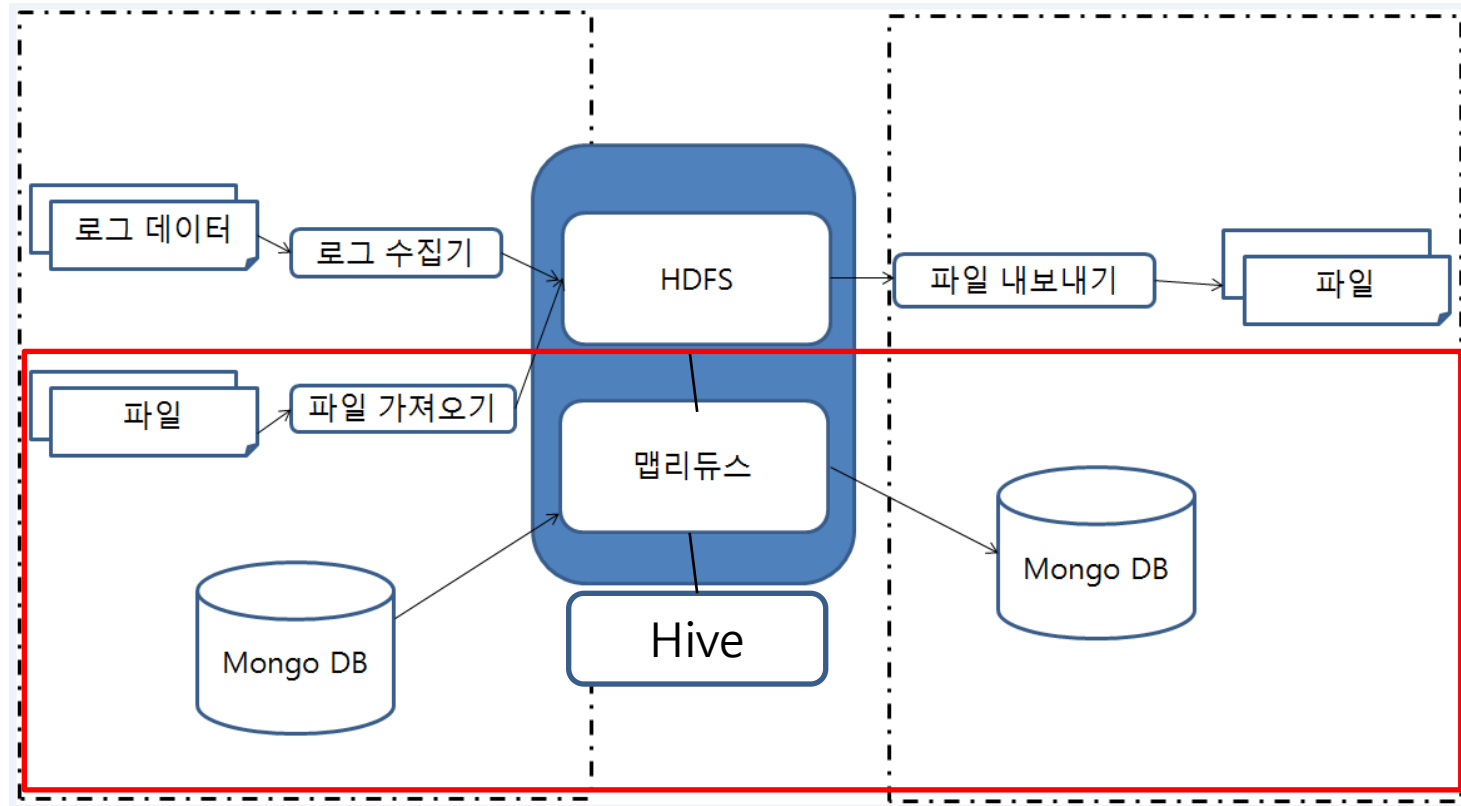 로그 데이터
로그 수집기
HDFS
파일 내보내기
파일
파일
파일 가져오기
맵리듀스
Mongo DB
Mongo DB
Hive